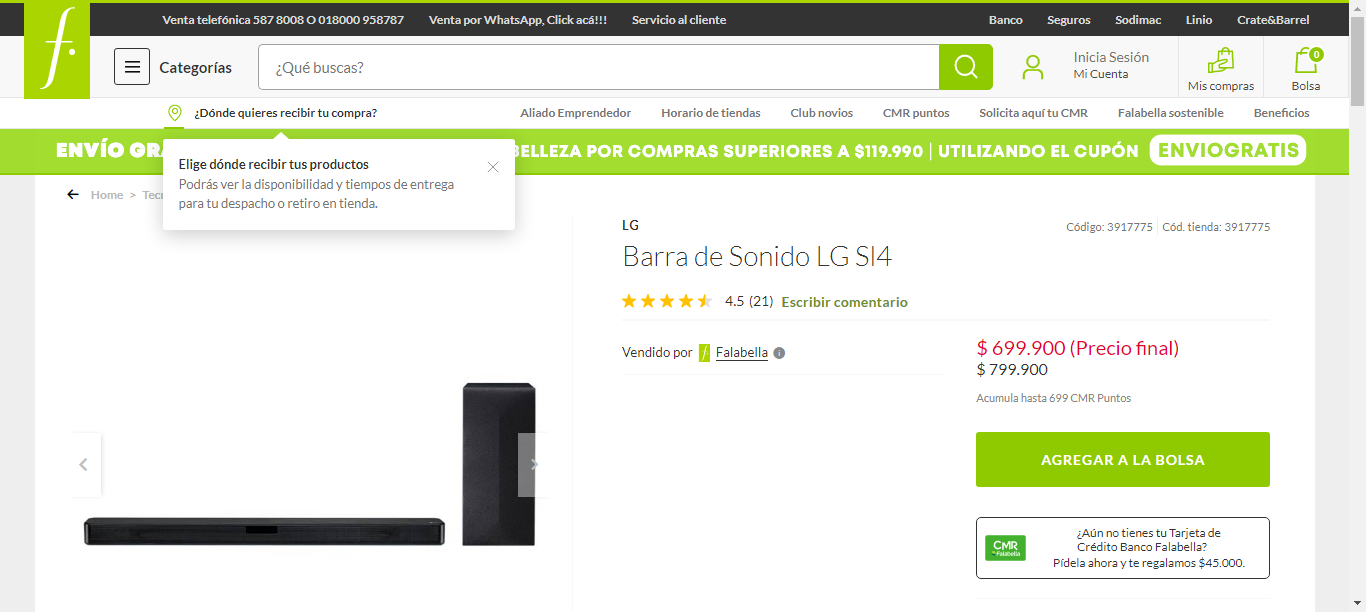 Venta telefónica 587 8008 O 018000 958787
Venta por WhatsApp, Click acá!!!
Servicio al cliente
Banco
Seguros
Sodimac
Linio
Crate&Barrel
f.
Categorías
¿Qué buscas?
Inicia Sesión
Mi Cuenta
Mis compras
0
Bolsa
¿Dónde quieres recibir tu compra?
Aliado Emprendedor
Horario de tiendas
Club novios
CMR puntos
Solicita aquí tu CMR
Falabella sostenible
Beneficios
ENVÍO GRA
BELLEZA POR COMPRAS SUPERIORES A $119.990 | UTILIZANDO EL CUPÓN ENVIOGRATIS
Elige dónde recibir tus productos
Podrás ver la disponibilidad y tiempos de entrega
para tu despacho o retiro en tienda.
Home > Tec
LG
Código: 3917775 | Cód. tienda: 3917775
Barra de Sonido LG Sl4
4.5 (21) Escribir comentario
Vendido por f Falabella i
$ 699.900 (Precio final)
$ 799.900
Acumula hasta 699 CMR Puntos
AGREGAR A LA BOLSA
CMR
Falabella
¿Aún no tienes tu Tarjeta de
Crédito Banco Falabella?
Pídela ahora y te regalamos $45.000.